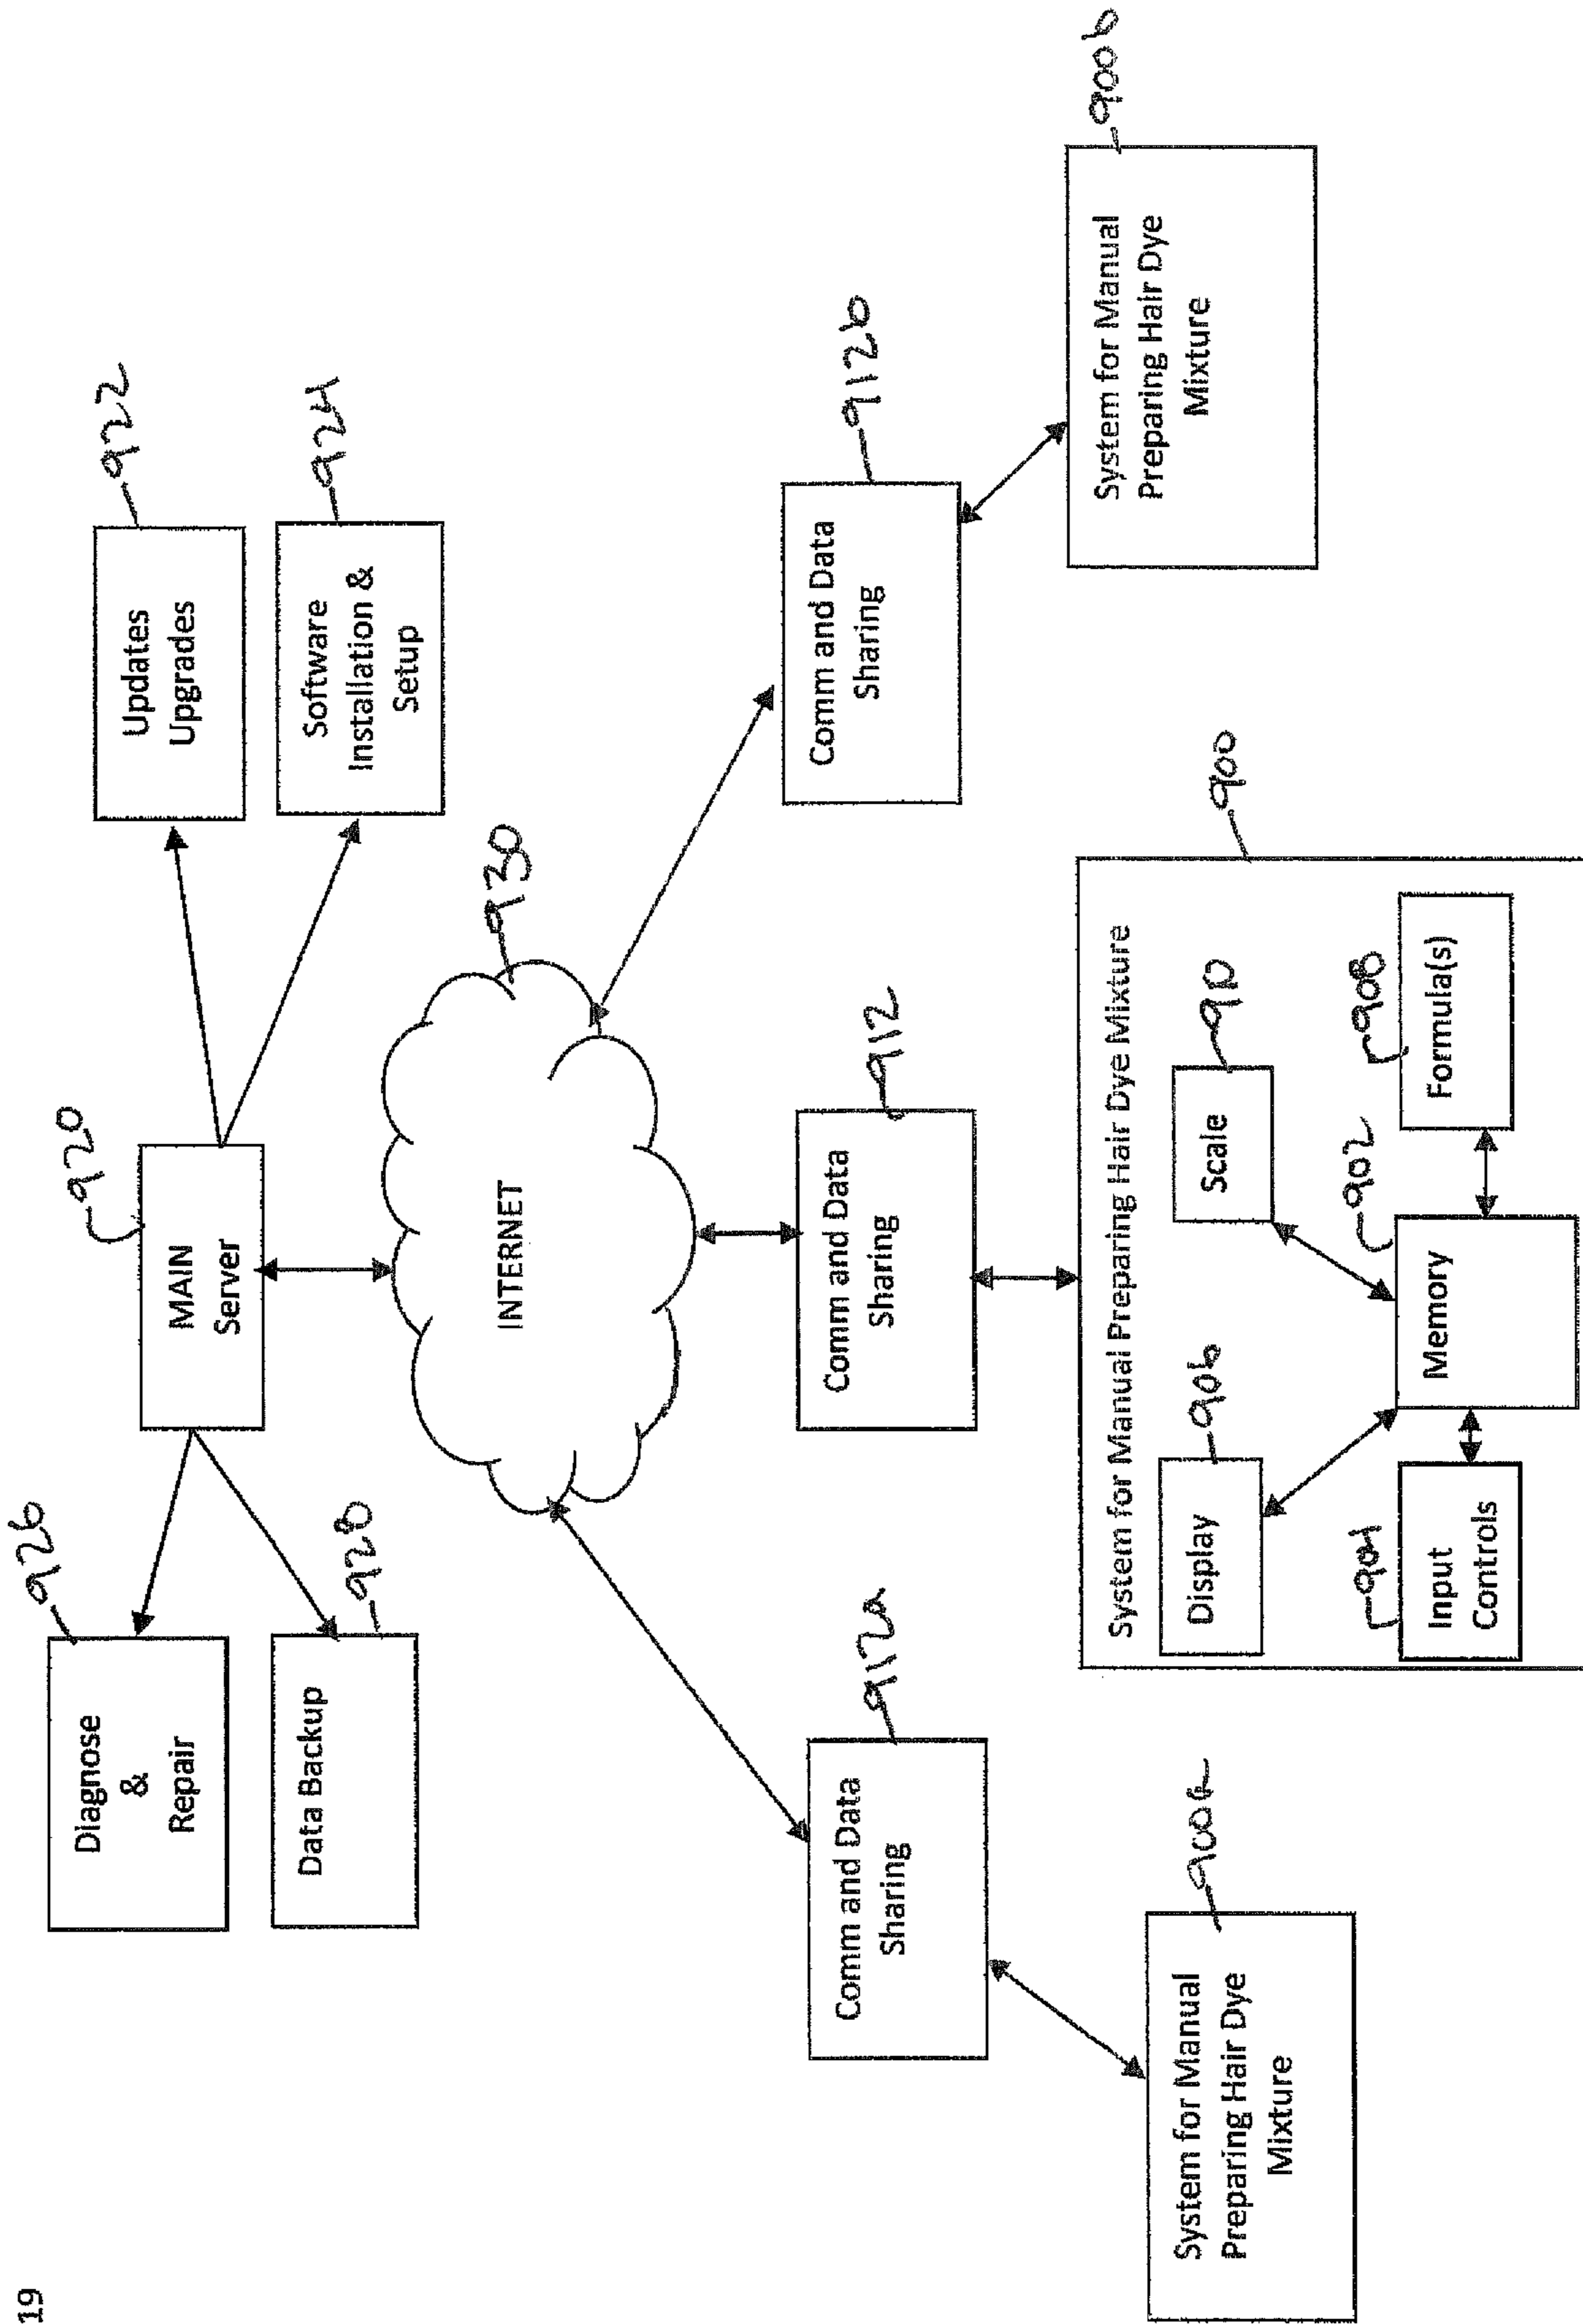 19
926
Diagnose
&
Repair
928
Data Backup
920
MAIN
Server
922
Updates
Upgrades
924
Software
Installation &
Setup
930
INTERNET
912a
Comm and Data
Sharing
912
Comm and Data
Sharing
912b
Comm and Data
Sharing
900a
System for Manual
Preparing Hair Dye
Mixture
900
System for Manual Preparing Hair Dye Mixture
906
Display
910
Scale
904
Input
Controls
902
Memory
908
Formula(s)
900b
System for Manual
Preparing Hair Dye
Mixture